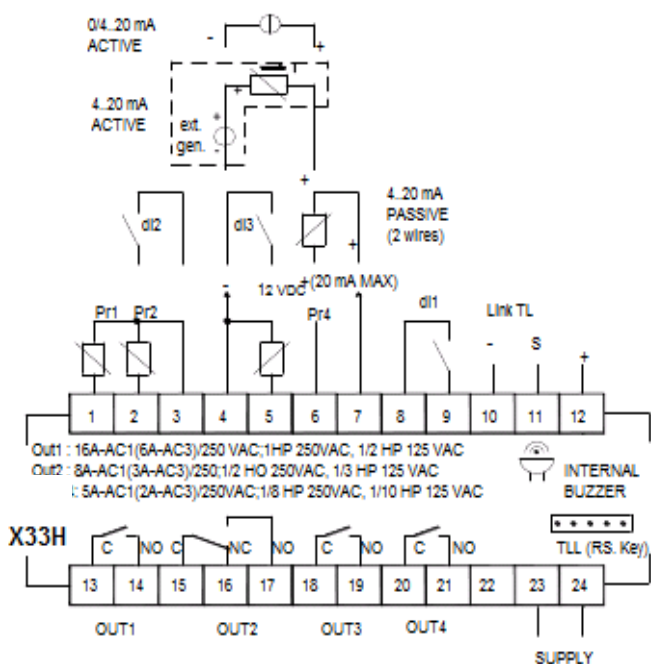 0/4..20 mA
ACTIVE
-
+
T
4..20 mA
ACTIVE
+
+
ext.
gen.
-
+
dI2
dI3
4..20 mA
PASSIVE
(2 wires)
+
-
12 VDC
+(20 mA MAX)
Pr1
Pr2
Pr4
dI1
Link TL
-
S
+
1 2 3 4 5 6 7 8 9 10 11 12
Out1 : 16A-AC1(6A-AC3)/250 VAC;1HP 250VAC, 1/2 HP 125 VAC
Out2 : 8A-AC1(3A-AC3)/250;1/2 HO 250VAC, 1/3 HP 125 VAC
: 5A-AC1(2A-AC3)/250VAC;1/8 HP 250VAC, 1/10 HP 125 VAC
INTERNAL
BUZZER
X33H
C NO C NC NO C NO C NO
TLL (RS. Key)
13 14 15 16 17 18 19 20 21 22 23 24
OUT1 OUT2 OUT3 OUT4
SUPPLY